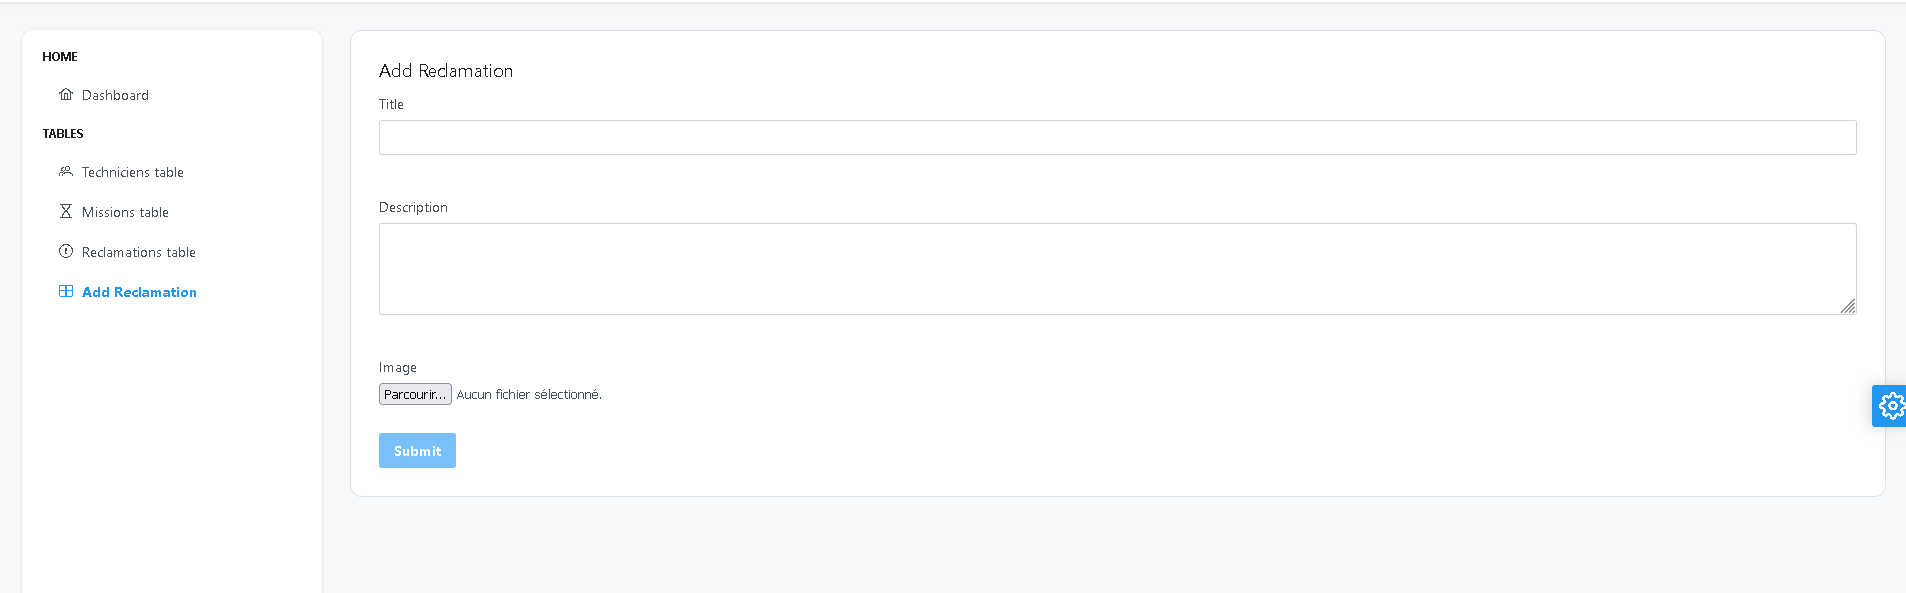 HOME
Dashboard
TABLES
Techniciens table
Missions table
Reclamations table
Add Reclamation
Add Reclamation
Title
Description
Image
Parcourir... Aucun fichier sélectionné.
Submit